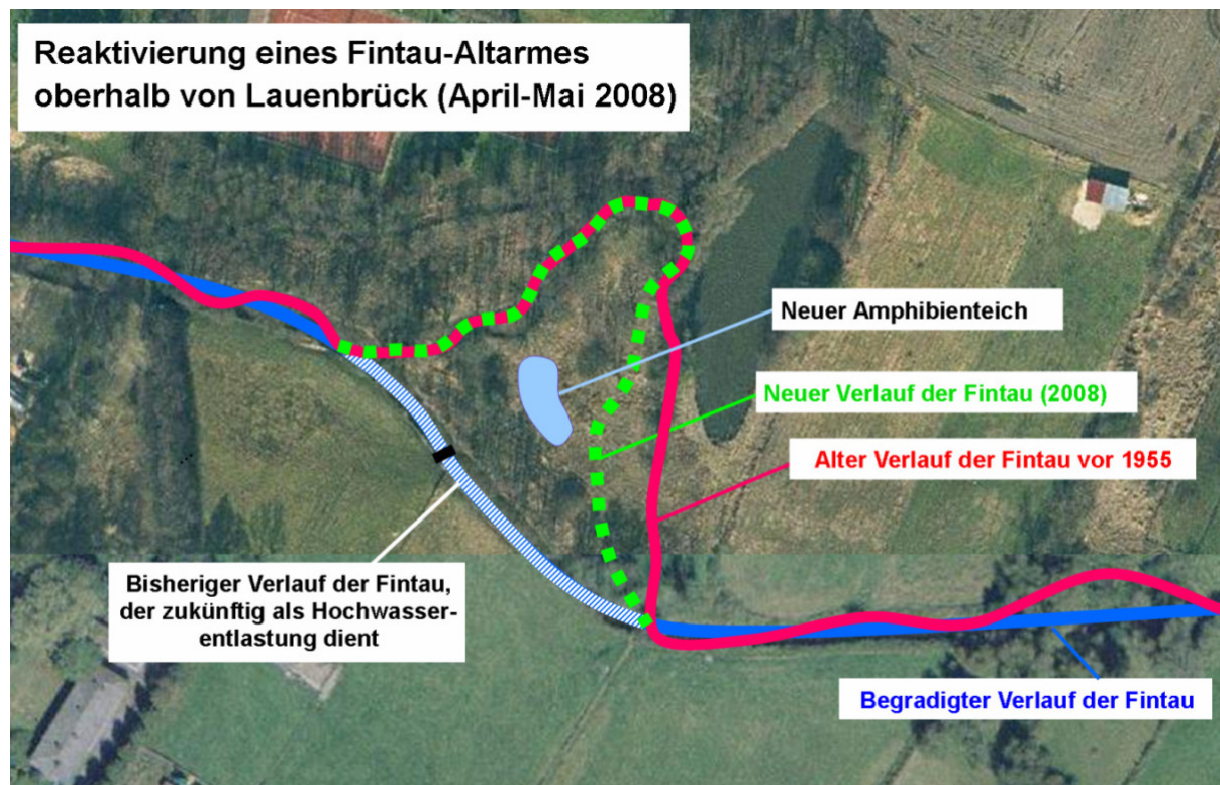 Reaktivierung eines Fintau-Altarmes
oberhalb von Lauenbrück (April-Mai 2008)
Neuer Amphibienteich
Neuer Verlauf der Fintau (2008)
Alter Verlauf der Fintau vor 1955
Bisheriger Verlauf der Fintau,
der zukünftig als Hochwasser-
entlastung dient
Begradigter Verlauf der Fintau